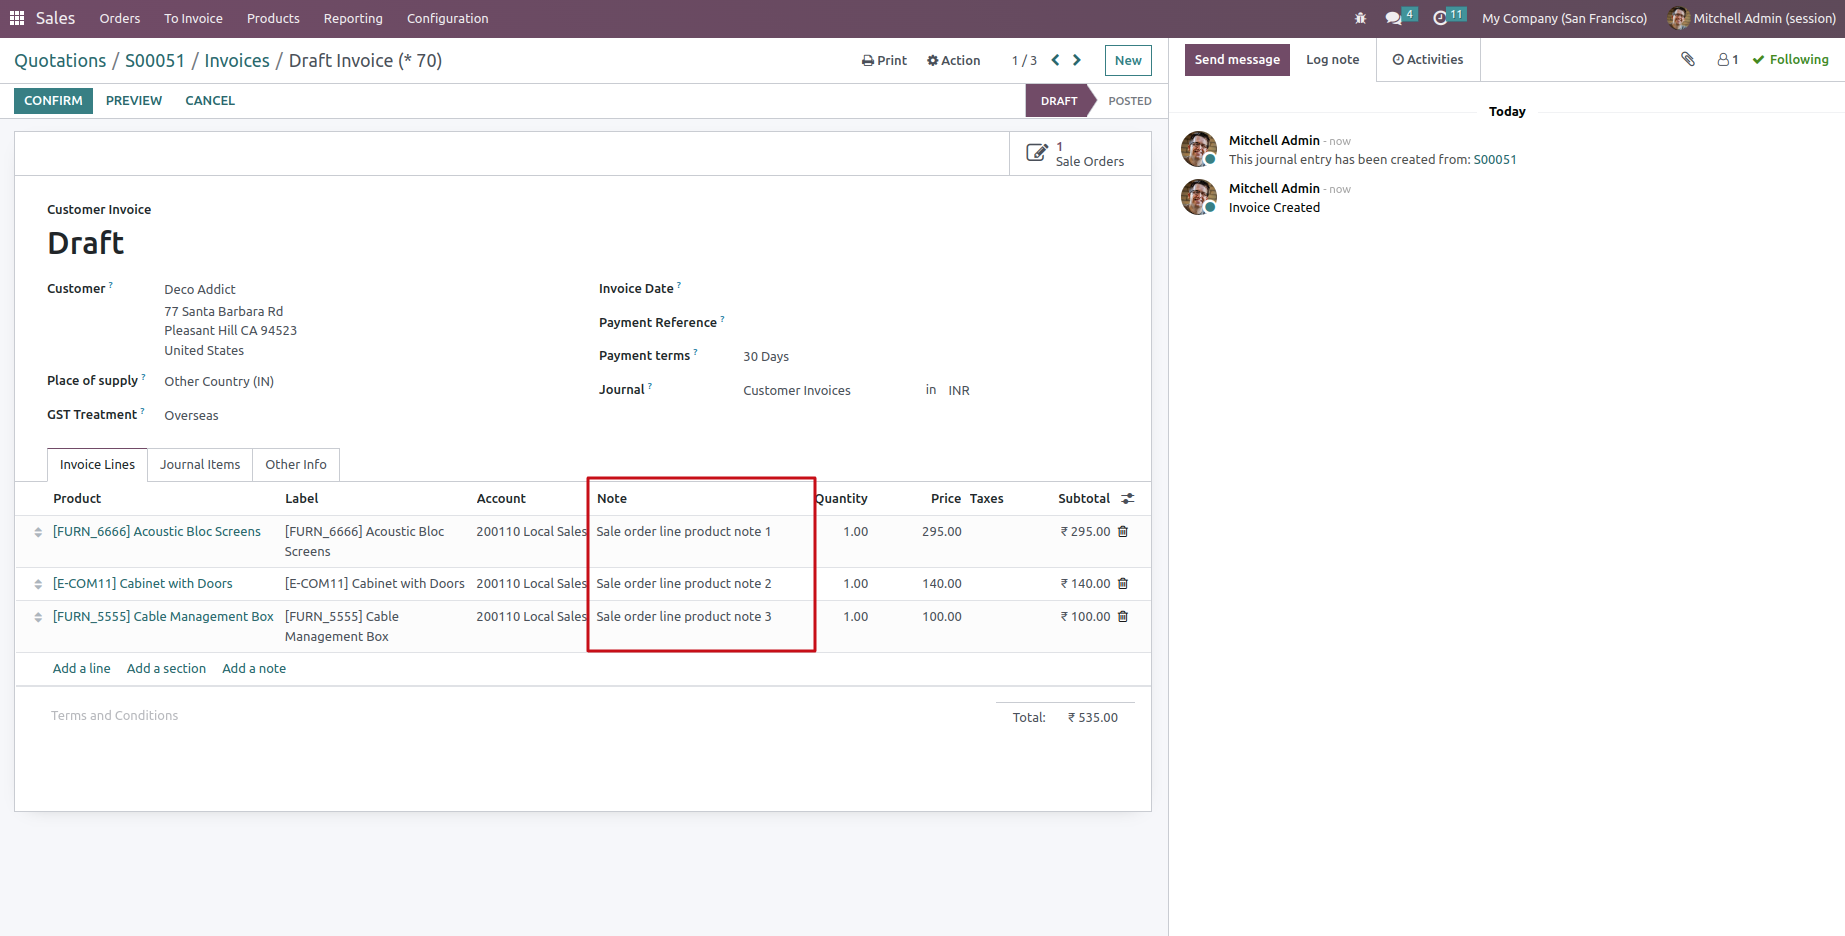 Sales Orders To Invoice Products Reporting Configuration 4 11 My Company (San Francisco) Mitchell Admin (session)
Quotations / S00051 / Invoices / Draft Invoice (* 70) Print Action 1 / 3 New
CONFIRM PREVIEW CANCEL DRAFT POSTED
1
Sale Orders
Customer Invoice
Draft
Customer ? Deco Addict
77 Santa Barbara Rd
Pleasant Hill CA 94523
United States
Place of supply ? Other Country (IN)
GST Treatment ? Overseas
Invoice Date ?
Payment Reference ?
Payment terms ? 30 Days
Journal ? Customer Invoices in INR
Invoice Lines Journal Items Other Info
Product Label Account Note Quantity Price Taxes Subtotal
[FURN_6666] Acoustic Bloc Screens [FURN_6666] Acoustic Bloc 200110 Local Sales Sale order line product note 1 1.00 295.00 ₹ 295.00
Screens
[E-COM11] Cabinet with Doors [E-COM11] Cabinet with Doors 200110 Local Sales Sale order line product note 2 1.00 140.00 ₹ 140.00
[FURN_5555] Cable Management Box [FURN_5555] Cable 200110 Local Sales Sale order line product note 3 1.00 100.00 ₹ 100.00
Management Box
Add a line Add a section Add a note
Terms and Conditions
Total: ₹ 535.00
Send message Log note Activities 1 Following
Today
Mitchell Admin - now
This journal entry has been created from: S00051
Mitchell Admin - now
Invoice Created